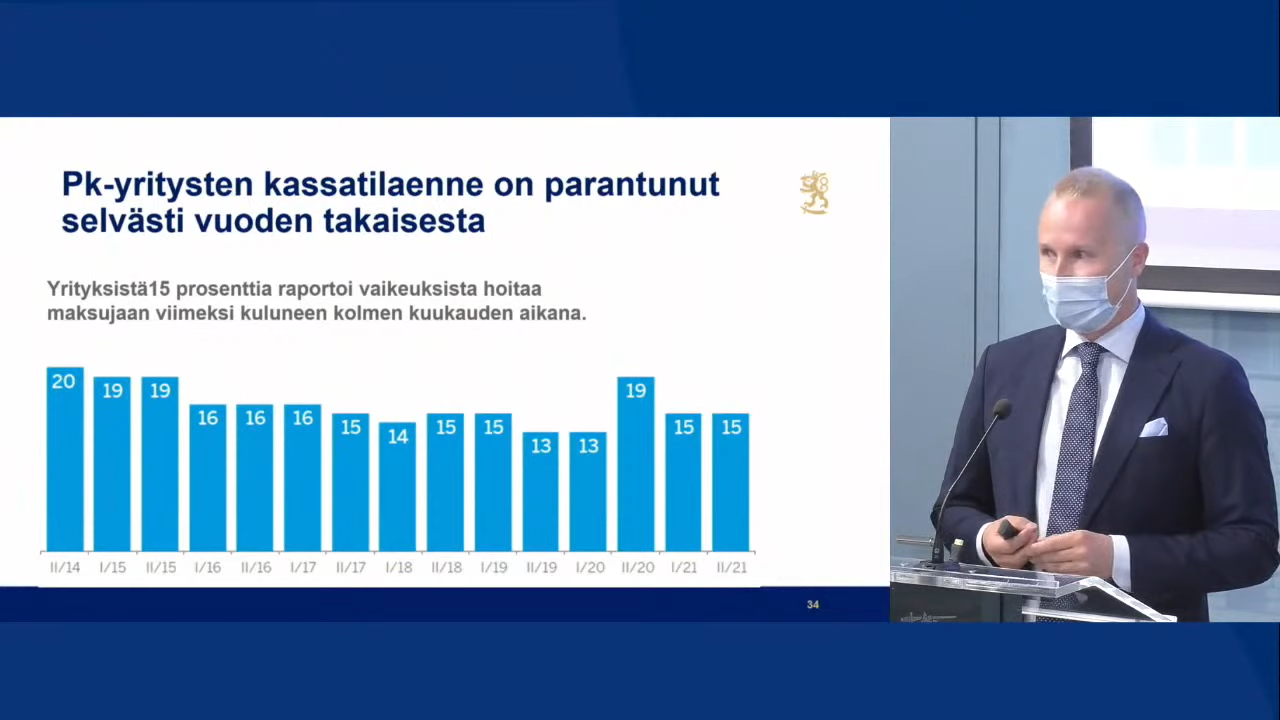 Pk-yritysten kassatilaenne on parantunut
selvästi vuoden takaisesta
Yrityksistä15 prosenttia raportoi vaikeuksista hoitaa
maksujaan viimeksi kuluneen kolmen kuukauden aikana.
20 19 19 16 16 16 15 14 15 15 13 13 19 15 15
II/14 I/15 II/15 I/16 II/16 I/17 II/17 I/18 II/18 I/19 II/19 I/20 II/20 I/21 II/21
34